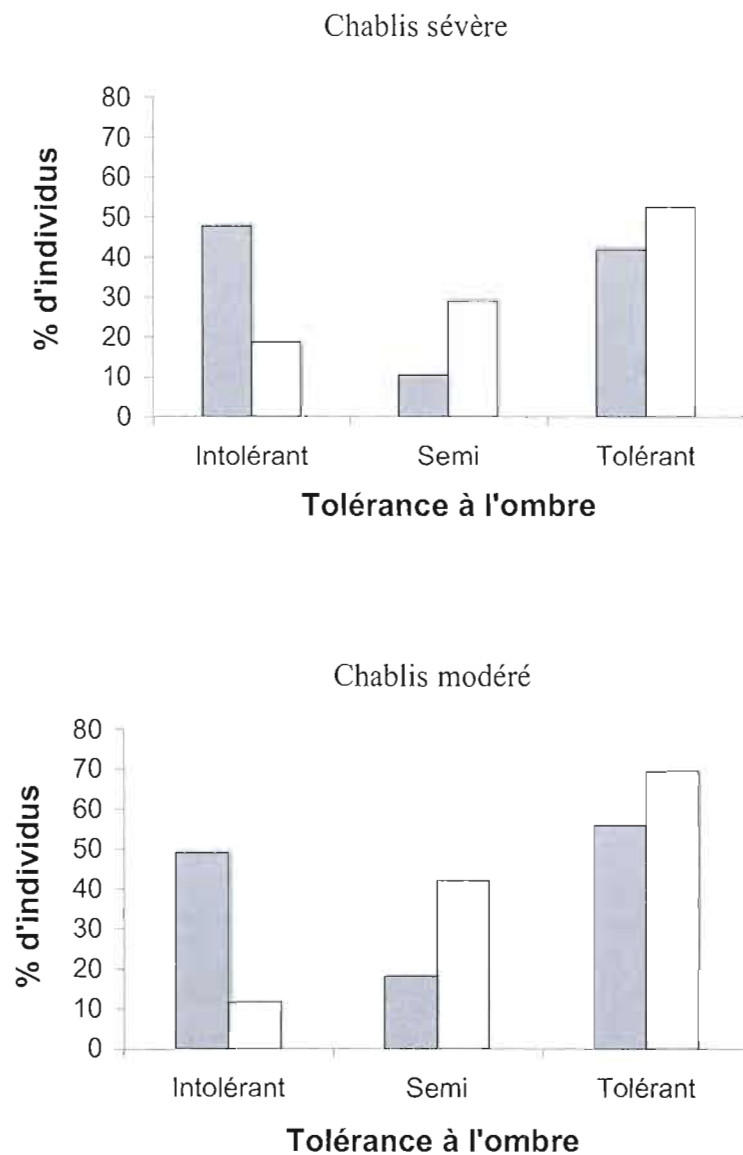 Chablis sévère
80
70
60
50
40
30
20
10
0
% d'individus
Intolérant Semi Tolérant
Tolérance à l'ombre
Chablis modéré
80
70
60
50
40
30
20
10
0
% d'individus
Intolérant Semi Tolérant
Tolérance à l'ombre